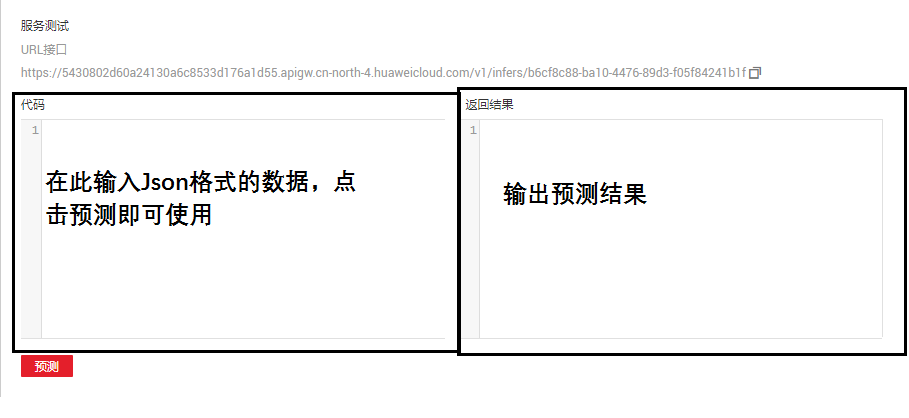 服务测试
URL接口
https://5430802d60a24130a6c8533d176a1d55.apigw.cn-north-4.huaweicloud.com/v1/infers/b6cf8c88-ba10-4476-89d3-f05f84241b1f
代码
1
在此输入Json格式的数据，点
击预测即可使用
返回结果
1
输出预测结果
预测